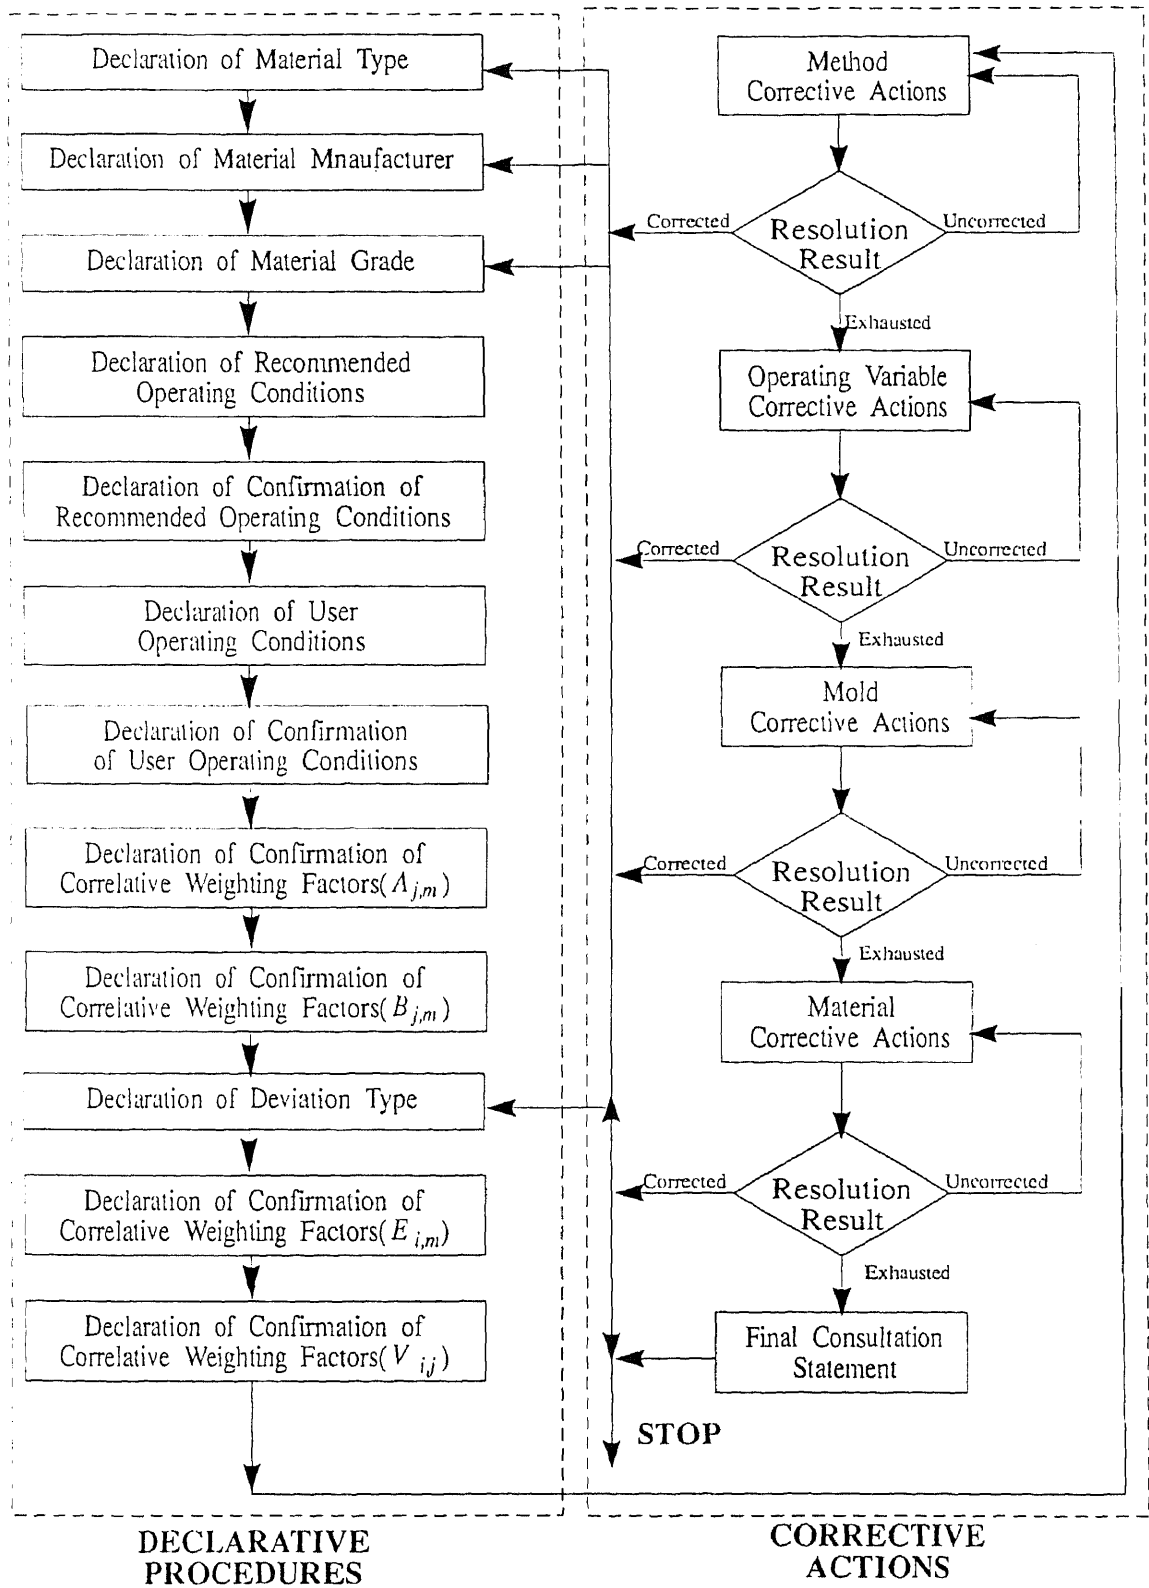 Declaration of Material Type
Declaration of Material Mnaufacturer
Declaration of Material Grade
Declaration of Recommended
Operating Conditions
Declaration of Confirmation of
Recommended Operating Conditions
Declaration of User
Operating Conditions
Declaration of Confirmation
of User Operating Conditions
Declaration of Confirmation of
Correlative Weighting Factors(A j,m)
Declaration of Confirmation of
Correlative Weighting Factors(B j,m)
Declaration of Deviation Type
Declaration of Confirmation of
Correlative Weighting Factors(E i,m)
Declaration of Confirmation of
Correlative Weighting Factors(V i,j)
DECLARATIVE
PROCEDURES
Method
Corrective Actions
Corrected
Resolution
Result
Uncorrected
Exhausted
Operating Variable
Corrective Actions
Corrected
Resolution
Result
Uncorrected
Exhausted
Mold
Corrective Actions
Corrected
Resolution
Result
Uncorrected
Exhausted
Material
Corrective Actions
Corrected
Resolution
Result
Uncorrected
Exhausted
Final Consultation
Statement
STOP
CORRECTIVE
ACTIONS